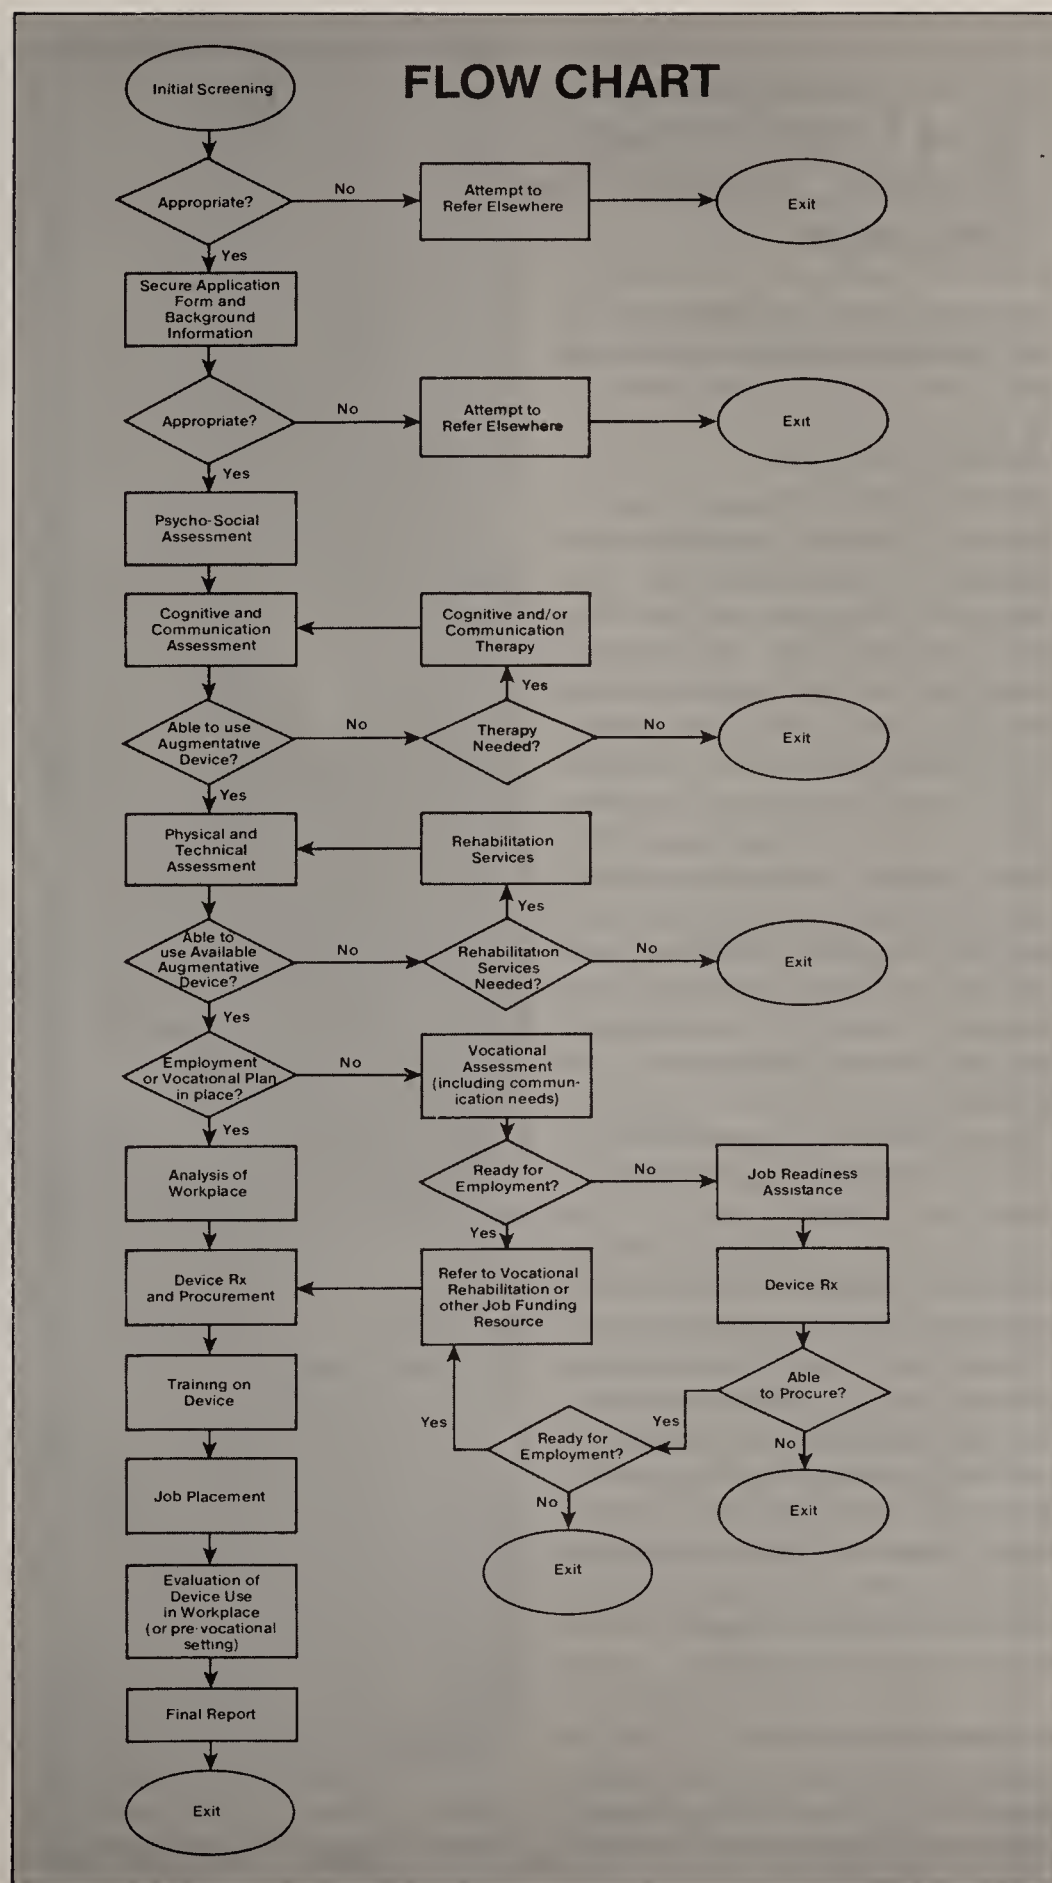 FLOW CHART
Initial Screening
Appropriate?
No
Attempt to
Refer Elsewhere
Exit
Yes
Secure Application
Form and
Background
Information
Appropriate?
No
Attempt to
Refer Elsewhere
Exit
Yes
Psycho-Social
Assessment
Cognitive and
Communication
Assessment
Cognitive and/or
Communication
Therapy
Yes
Able to use
Augmentative
Device?
No
Therapy
Needed?
No
Exit
Yes
Physical and
Technical
Assessment
Rehabilitation
Services
Yes
Able to
use Available
Augmentative
Device?
No
Rehabilitation
Services
Needed?
No
Exit
Yes
Employment
or Vocational Plan
in place?
No
Vocational
Assessment
(including commun-
ication needs)
Yes
Analysis of
Workplace
Ready for
Employment?
No
Job Readiness
Assistance
Yes
Device Rx
and Procurement
Refer to Vocational
Rehabilitation or
other Job Funding
Resource
Device Rx
Training on
Device
Able
to Procure?
Yes
Yes
Ready for
Employment?
No
Job Placement
No
Exit
Exit
Evaluation of
Device Use
in Workplace
(or pre-vocational
setting)
Final Report
Exit